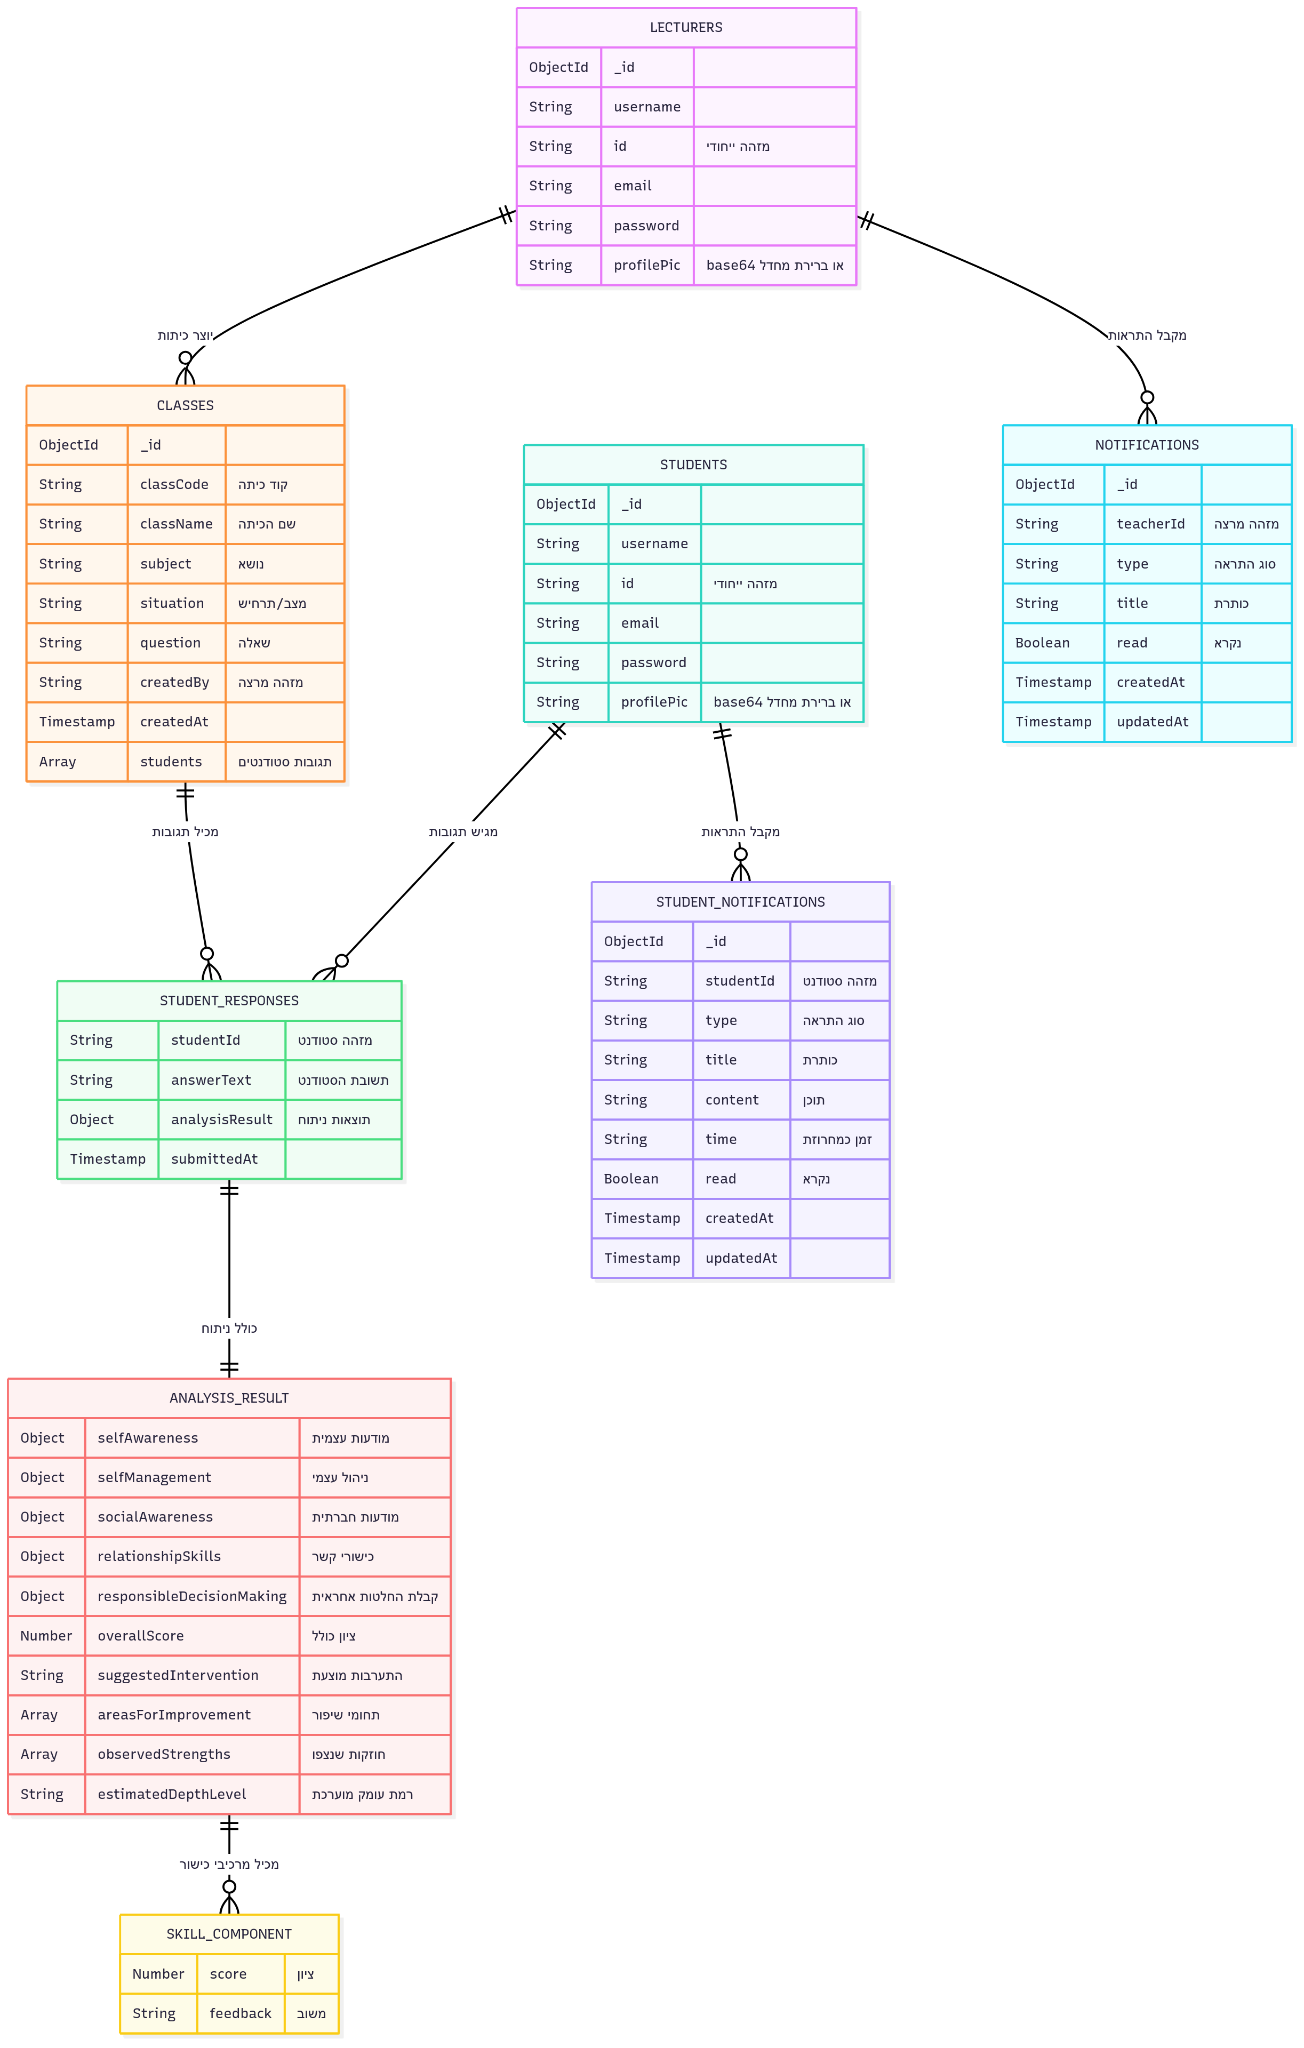 LECTURERS
ObjectId _id
String username
String id מזהה ייחודי
String email
String password
String profilePic base64 או ברירת מחדל
יוצר כיתות
מקבל התראות
CLASSES
ObjectId _id
String classCode קוד כיתה
String className שם הכיתה
String subject נושא
String situation מצב/תרחיש
String question שאלה
String createdBy מזהה מרצה
Timestamp createdAt
Array students תגובות סטודנטים
STUDENTS
ObjectId _id
String username
String id מזהה ייחודי
String email
String password
String profilePic base64 או ברירת מחדל
NOTIFICATIONS
ObjectId _id
String teacherId מזהה מרצה
String type סוג התראה
String title כותרת
Boolean read נקרא
Timestamp createdAt
Timestamp updatedAt
מכיל תגובות
מגיש תגובות
מקבל התראות
STUDENT_RESPONSES
String studentId מזהה סטודנט
String answerText תשובת הסטודנט
Object analysisResult תוצאות ניתוח
Timestamp submittedAt
STUDENT_NOTIFICATIONS
ObjectId _id
String studentId מזהה סטודנט
String type סוג התראה
String title כותרת
String content תוכן
String time זמן כמחרוזת
Boolean read נקרא
Timestamp createdAt
Timestamp updatedAt
כולל ניתוח
ANALYSIS_RESULT
Object selfAwareness מודעות עצמית
Object selfManagement ניהול עצמי
Object socialAwareness מודעות חברתית
Object relationshipSkills כישורי קשר
Object responsibleDecisionMaking קבלת החלטות אחראית
Number overallScore ציון כולל
String suggestedIntervention התערבות מוצעת
Array areasForImprovement תחומי שיפור
Array observedStrengths חוזקות שנצפו
String estimatedDepthLevel רמת עומק מוערכת
מכיל מרכיבי כישור
SKILL_COMPONENT
Number score ציון
String feedback משוב